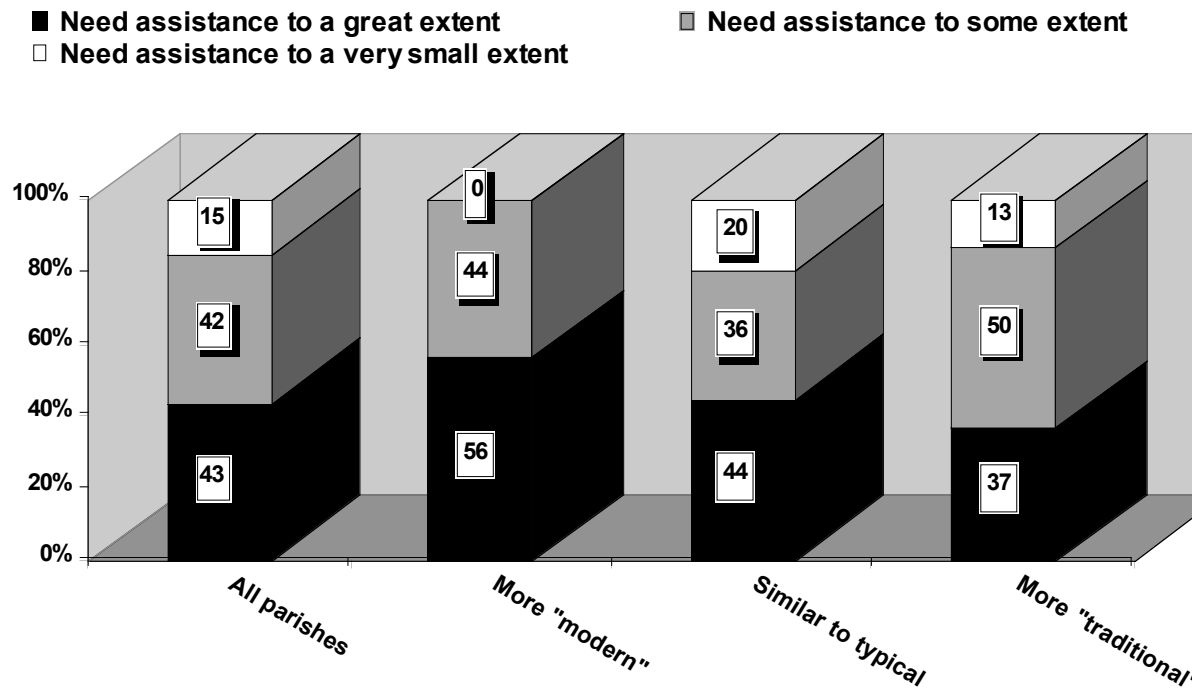 Need assistance to a great extent
Need assistance to some extent
Need assistance to a very small extent
100%
80%
60%
40%
20%
0%
15
42
43
0
44
56
20
36
44
13
50
37
All parishes
More "modern"
Similar to typical
More "traditional"